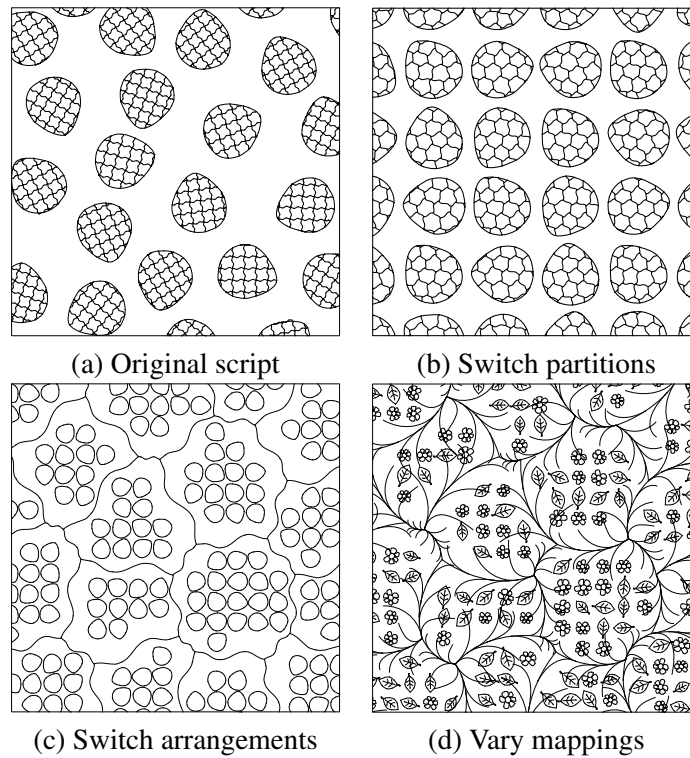 (a) Original script
(b) Switch partitions
(c) Switch arrangements
(d) Vary mappings